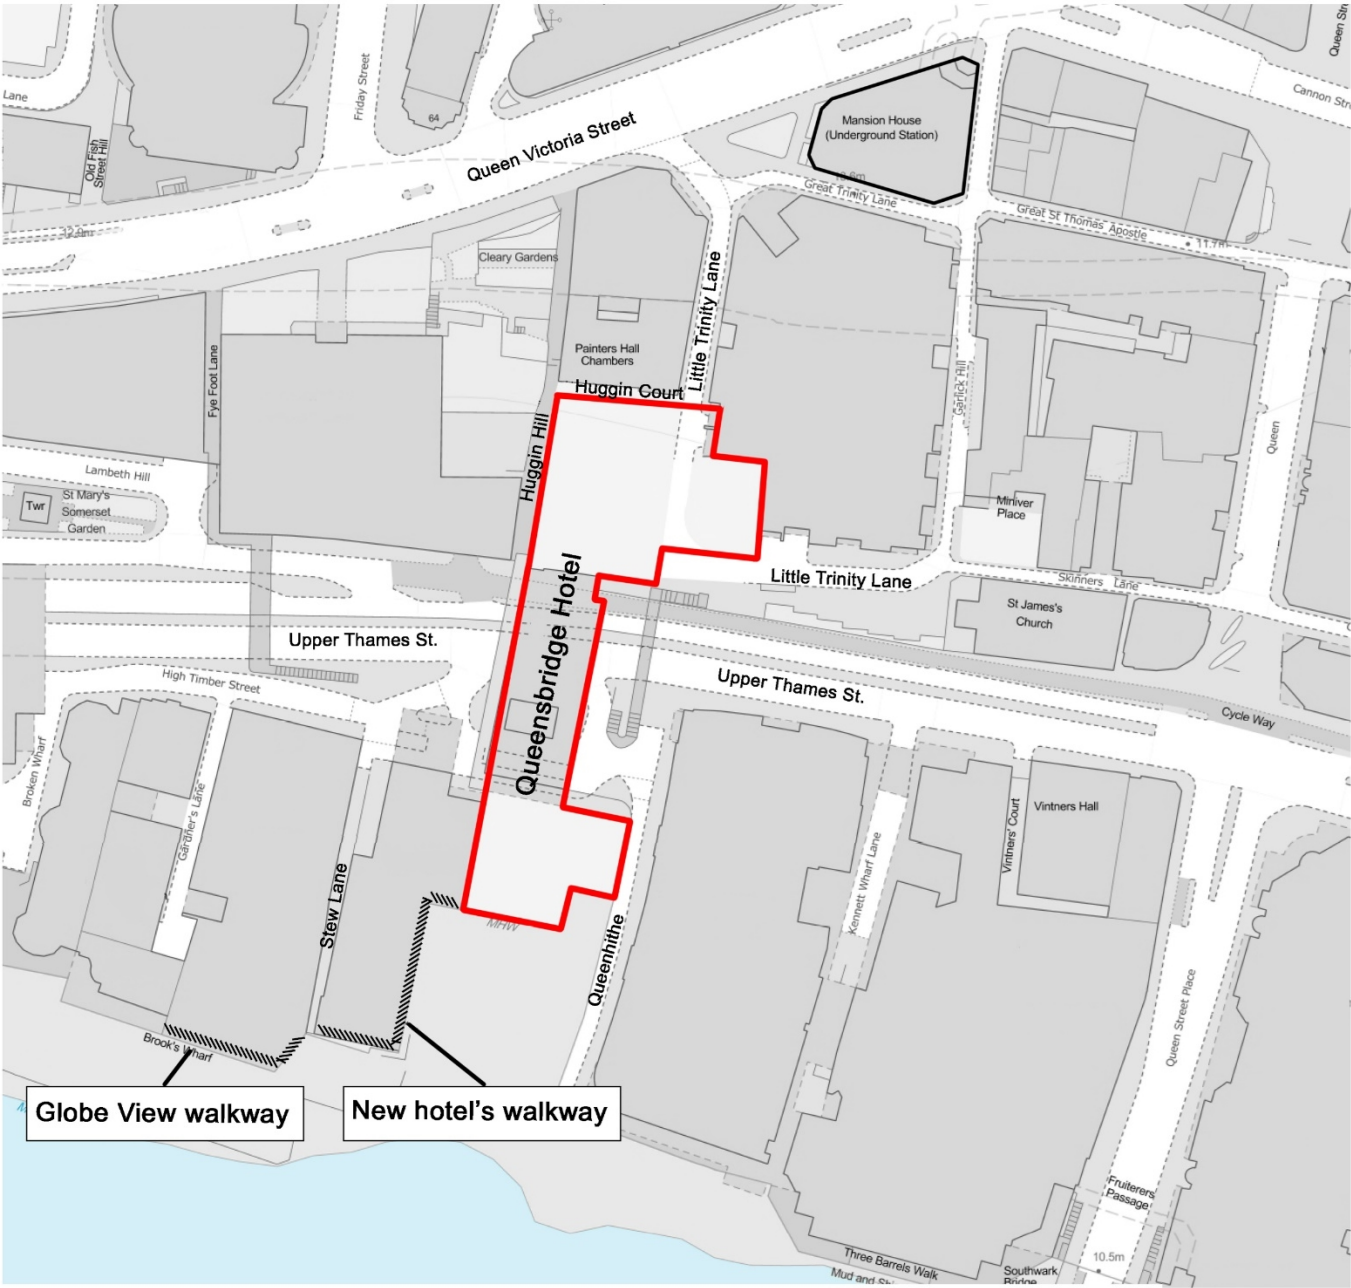 Lane
Friday Street
64
Queen Victoria Street
Mansion House
(Underground Station)
Cannon Str
Old Fish
Street Hill
Great Trinity Lane
Great St Thomas Apostle
11.7m
12.9m
Cleary Gardens
Little Trinity Lane
Painters Hall
Chambers
Huggin Court
Fye Foot Lane
Huggin Hill
Garlick Hill
Queen
Lambeth Hill
Twr
St Mary's
Somerset
Garden
Miniver
Place
Queensbridge Hotel
Little Trinity Lane
Skinners Lane
St James's
Church
Upper Thames St.
High Timber Street
Upper Thames St.
Cycle Way
Broken Wharf
Gardner's Lane
Stew Lane
Kennett Wharf Lane
Vintners' Court
Vintners Hall
MHW
Queenhithe
Queen Street Place
Brook's Wharf
Globe View walkway
New hotel's walkway
Fruiterers
Passage
10.5m
Three Barrels Walk
Southwark
Bridge